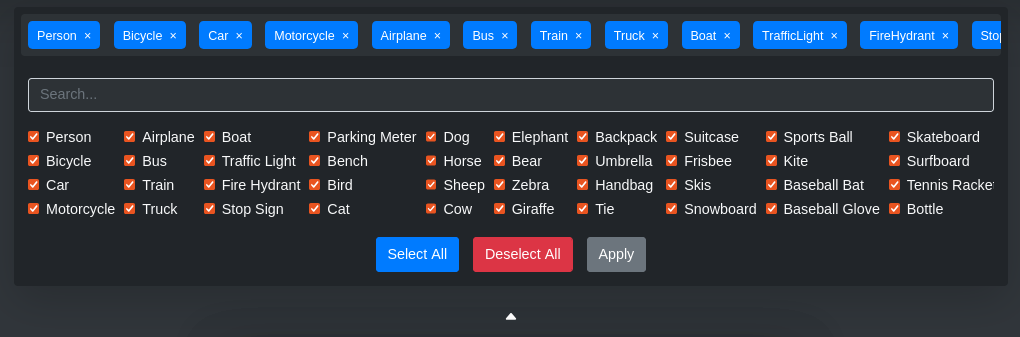 Person × Bicycle × Car × Motorcycle × Airplane × Bus × Train × Truck × Boat × TrafficLight × FireHydrant × Stop
Search...
Person Airplane Boat Parking Meter Dog Elephant Backpack Suitcase Sports Ball Skateboard
Bicycle Bus Traffic Light Bench Horse Bear Umbrella Frisbee Kite Surfboard
Car Train Fire Hydrant Bird Sheep Zebra Handbag Skis Baseball Bat Tennis Racket
Motorcycle Truck Stop Sign Cat Cow Giraffe Tie Snowboard Baseball Glove Bottle
Select All Deselect All Apply